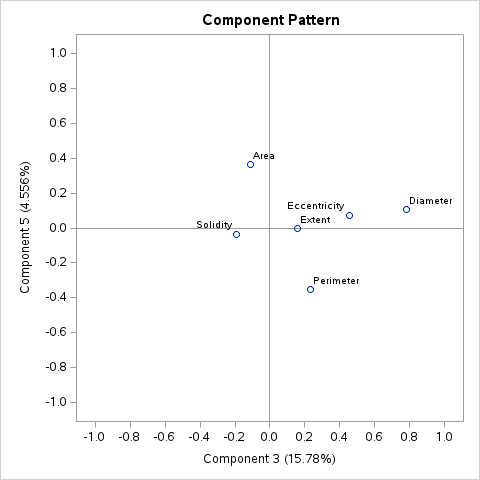 Component Pattern
1.0
0.8
0.6
0.4
0.2
0.0
-0.2
-0.4
-0.6
-0.8
-1.0
Component 5 (4.556%)
Area
Eccentricity
Diameter
Solidity
Extent
Perimeter
-1.0 -0.8 -0.6 -0.4 -0.2 0.0 0.2 0.4 0.6 0.8 1.0
Component 3 (15.78%)